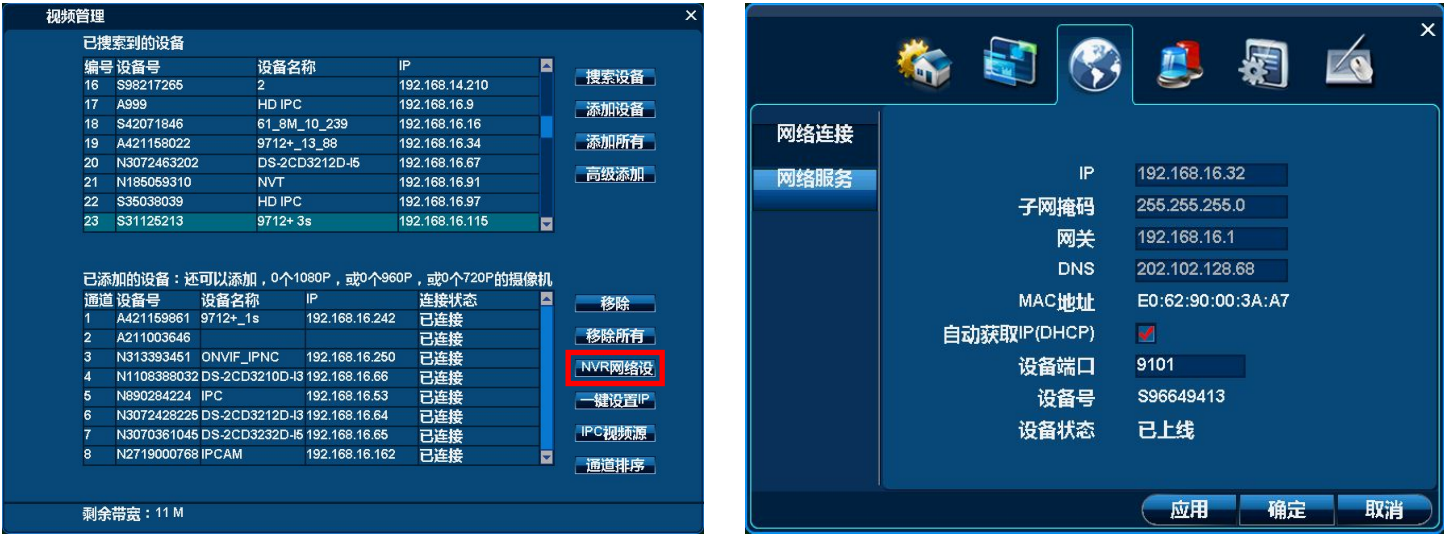 视频管理
已搜索到的设备
编号 设备号 设备名称 IP
16 S98217265 2 192.168.14.210
17 A999 HD IPC 192.168.16.9
18 S42071846 61_8M_10_239 192.168.16.16
19 A421158022 9712+_13_88 192.168.16.34
20 N3072463202 DS-2CD3212D-I5 192.168.16.67
21 N185059310 NVT 192.168.16.91
22 S35038039 HD IPC 192.168.16.97
23 S31125213 9712+ 3s 192.168.16.115
搜索设备
添加设备
添加所有
高级添加
已添加的设备：还可以添加，0个1080P，或0个960P，或0个720P的摄像机
通道 设备号 设备名称 IP 连接状态
1 A421159861 9712+_1s 192.168.16.242 已连接
2 A211003646 已连接
3 N313393451 ONVIF_IPNC 192.168.16.250 已连接
4 N1108388032 DS-2CD3210D-I3 192.168.16.66 已连接
5 N890284224 IPC 192.168.16.53 已连接
6 N3072428225 DS-2CD3212D-I3 192.168.16.64 已连接
7 N3070361045 DS-2CD3232D-I5 192.168.16.65 已连接
8 N2719000768 IPCAM 192.168.16.162 已连接
移除
移除所有
NVR网络设
一键设置IP
IPC视频源
通道排序
剩余带宽：11 M
网络连接
网络服务
IP 192.168.16.32
子网掩码 255.255.255.0
网关 192.168.16.1
DNS 202.102.128.68
MAC地址 E0:62:90:00:3A:A7
自动获取IP(DHCP)
设备端口 9101
设备号 S96649413
设备状态 已上线
应用 确定 取消